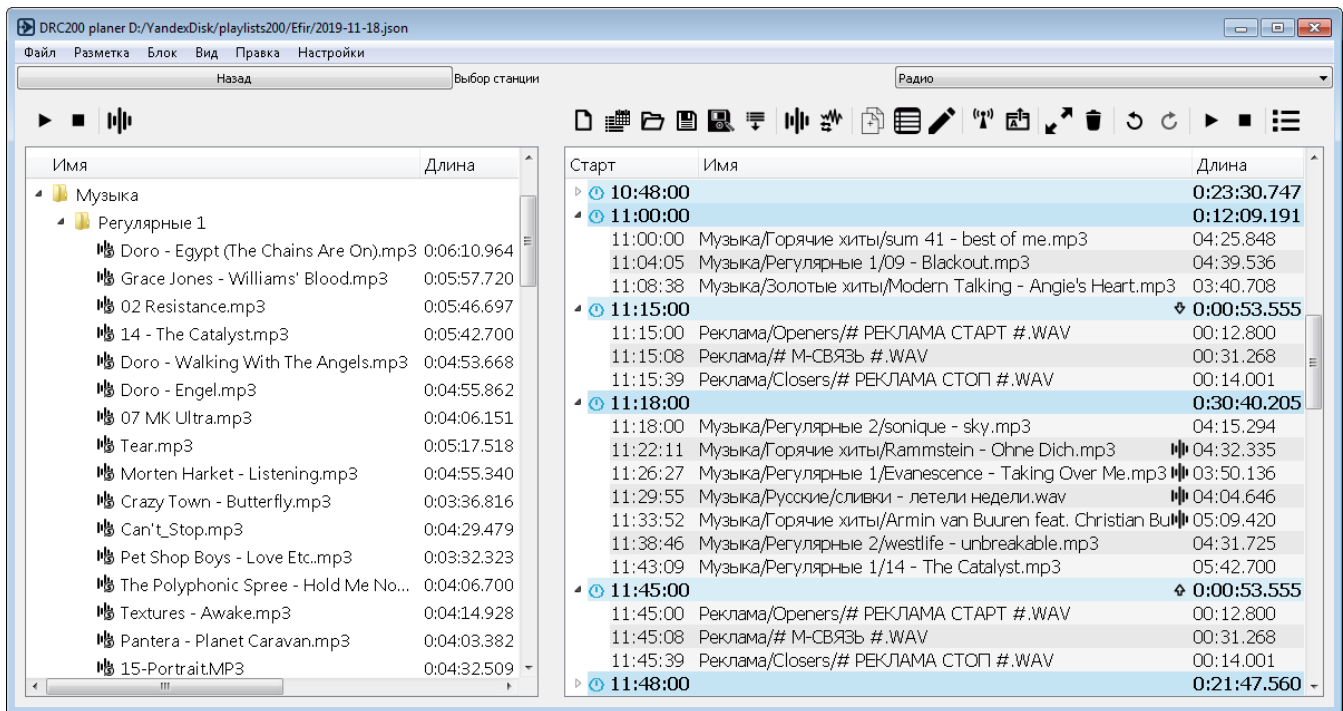 DRC200 planer D:/YandexDisk/playlists200/Efir/2019-11-18.json
Файл Разметка Блок Вид Правка Настройки
Назад Выбор станции Радио
Имя Длина
Музыка
Регулярные 1
Doro - Egypt (The Chains Are On).mp3 0:06:10.964
Grace Jones - Williams' Blood.mp3 0:05:57.720
02 Resistance.mp3 0:05:46.697
14 - The Catalyst.mp3 0:05:42.700
Doro - Walking With The Angels.mp3 0:04:53.668
Doro - Engel.mp3 0:04:55.862
07 MK Ultra.mp3 0:04:06.151
Tear.mp3 0:05:17.518
Morten Harket - Listening.mp3 0:04:55.340
Crazy Town - Butterfly.mp3 0:03:36.816
Can't_Stop.mp3 0:04:29.479
Pet Shop Boys - Love Etc..mp3 0:03:32.323
The Polyphonic Spree - Hold Me No... 0:04:06.700
Textures - Awake.mp3 0:04:14.928
Pantera - Planet Caravan.mp3 0:04:03.382
15-Portrait.MP3 0:04:32.509
Старт Имя Длина
10:48:00 0:23:30.747
11:00:00 0:12:09.191
11:00:00 Музыка/Горячие хиты/sum 41 - best of me.mp3 04:25.848
11:04:05 Музыка/Регулярные 1/09 - Blackout.mp3 04:39.536
11:08:38 Музыка/Золотые хиты/Modern Talking - Angie's Heart.mp3 03:40.708
11:15:00 0:00:53.555
11:15:00 Реклама/Openers/# РЕКЛАМА СТАРТ #.WAV 00:12.800
11:15:08 Реклама/# М-СВЯЗЬ #.WAV 00:31.268
11:15:39 Реклама/Closers/# РЕКЛАМА СТОП #.WAV 00:14.001
11:18:00 0:30:40.205
11:18:00 Музыка/Регулярные 2/sonique - sky.mp3 04:15.294
11:22:11 Музыка/Горячие хиты/Rammstein - Ohne Dich.mp3 04:32.335
11:26:27 Музыка/Регулярные 1/Evanescence - Taking Over Me.mp3 03:50.136
11:29:55 Музыка/Русские/сливки - летели недели.wav 04:04.646
11:33:52 Музыка/Горячие хиты/Armin van Buuren feat. Christian Bu 05:09.420
11:38:46 Музыка/Регулярные 2/westlife - unbreakable.mp3 04:31.725
11:43:09 Музыка/Регулярные 1/14 - The Catalyst.mp3 05:42.700
11:45:00 0:00:53.555
11:45:00 Реклама/Openers/# РЕКЛАМА СТАРТ #.WAV 00:12.800
11:45:08 Реклама/# М-СВЯЗЬ #.WAV 00:31.268
11:45:39 Реклама/Closers/# РЕКЛАМА СТОП #.WAV 00:14.001
11:48:00 0:21:47.560